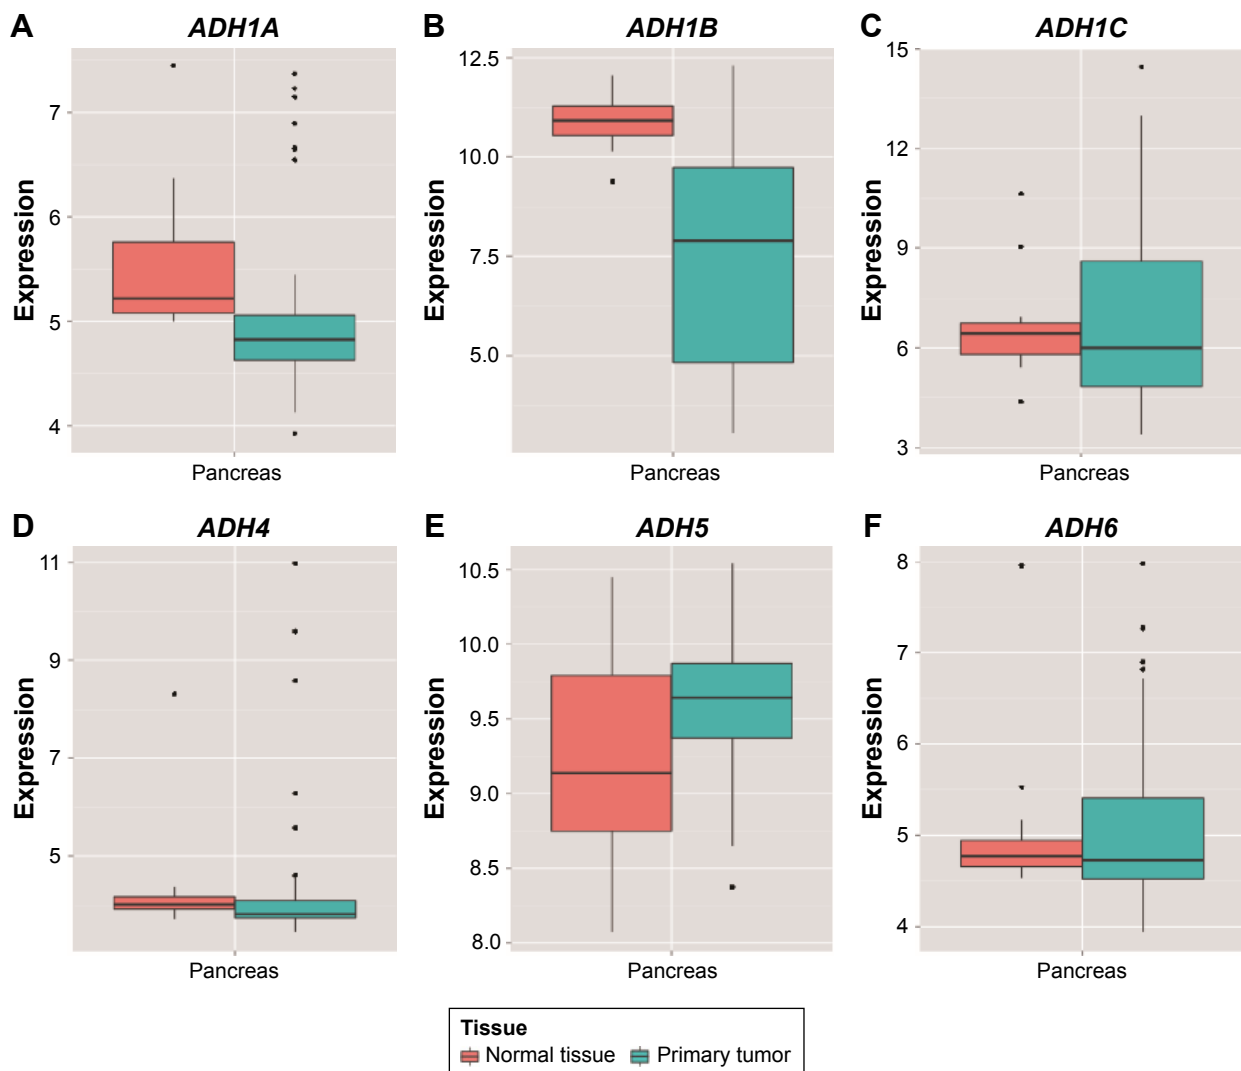 A ADH1A
B ADH1B
C ADH1C
Expression
7
6
5
4
Pancreas
Expression
12.5
10.0
7.5
5.0
Pancreas
Expression
15
12
9
6
3
Pancreas
D ADH4
E ADH5
F ADH6
Expression
11
9
7
5
Pancreas
Expression
10.5
10.0
9.5
9.0
8.5
8.0
Pancreas
Expression
8
7
6
5
4
Pancreas
Tissue
Normal tissue Primary tumor